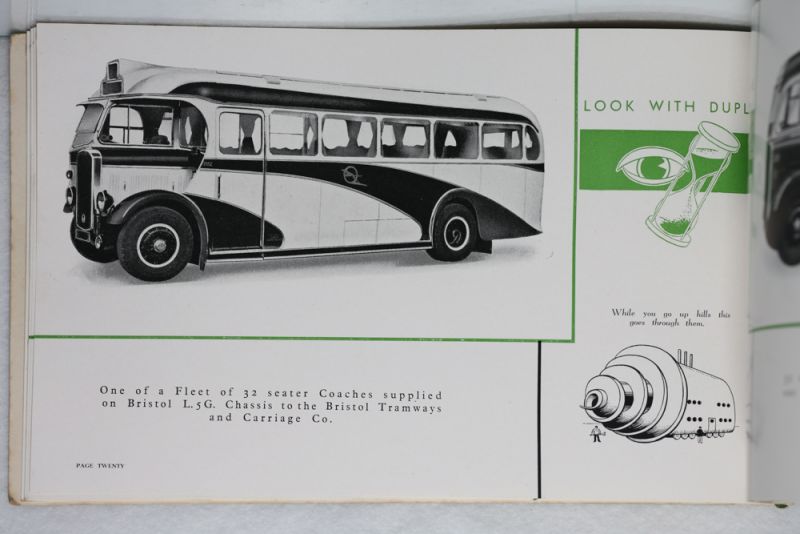 LOOK WITH DUPL
While you go up hills this
goes through them.
One of a Fleet of 32 seater Coaches supplied
on Bristol L.5G. Chassis to the Bristol Tramways
and Carriage Co.
PAGE TWENTY